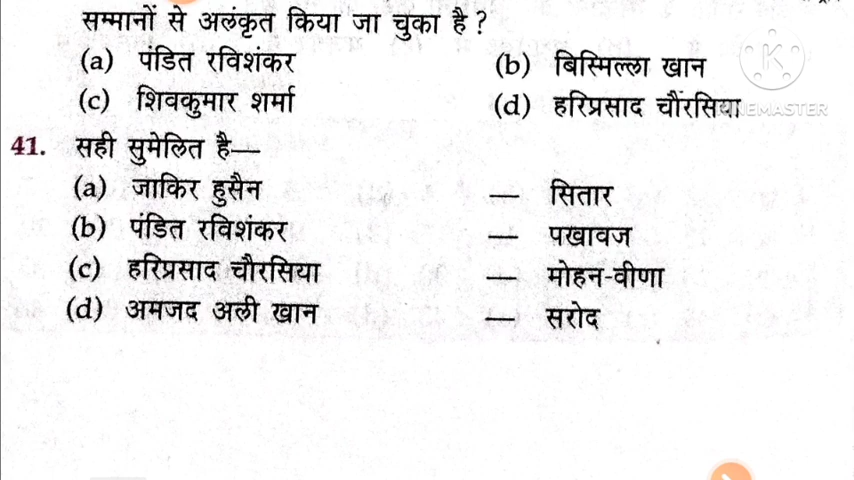 सम्मानों से अलंकृत किया जा चुका है ?
(a) पंडित रविशंकर (b) बिस्मिल्ला खान
(c) शिवकुमार शर्मा (d) हरिप्रसाद चौरसिया
41. सही सुमेलित है—
(a) जाकिर हुसैन — सितार
(b) पंडित रविशंकर — पखावज
(c) हरिप्रसाद चौरसिया — मोहन-वीणा
(d) अमजद अली खान — सरोद